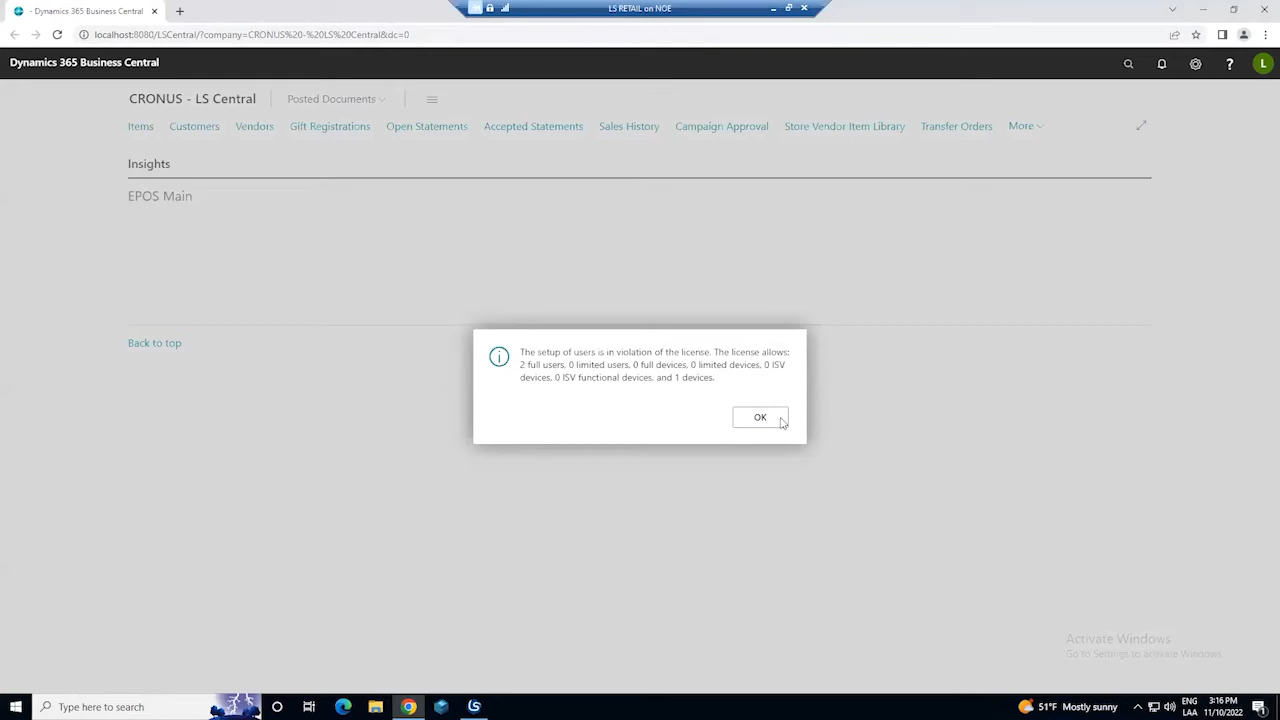 - Dynamics 365 Business Central
LS RETAIL on NOE
localhost:8080/LSCentral/?company=CRONUS%20-%20LS%20Central&dc=0
Dynamics 365 Business Central
L
CRONUS - LS Central
Posted Documents
Items
Customers
Vendors
Gift Registrations
Open Statements
Accepted Statements
Sales History
Campaign Approval
Store Vendor Item Library
Transfer Orders
More
Insights
EPOS Main
The setup of users is in violation of the license. The license allows:
2 full users, 0 limited users, 0 full devices, 0 limited devices, 0 ISV
devices, 0 ISV functional devices, and 1 devices.
OK
Back to top
Activate Windows
Go to Settings to activate Windows.
Type here to search
51°F Mostly sunny
ENG
LAA
3:16 PM
11/10/2022